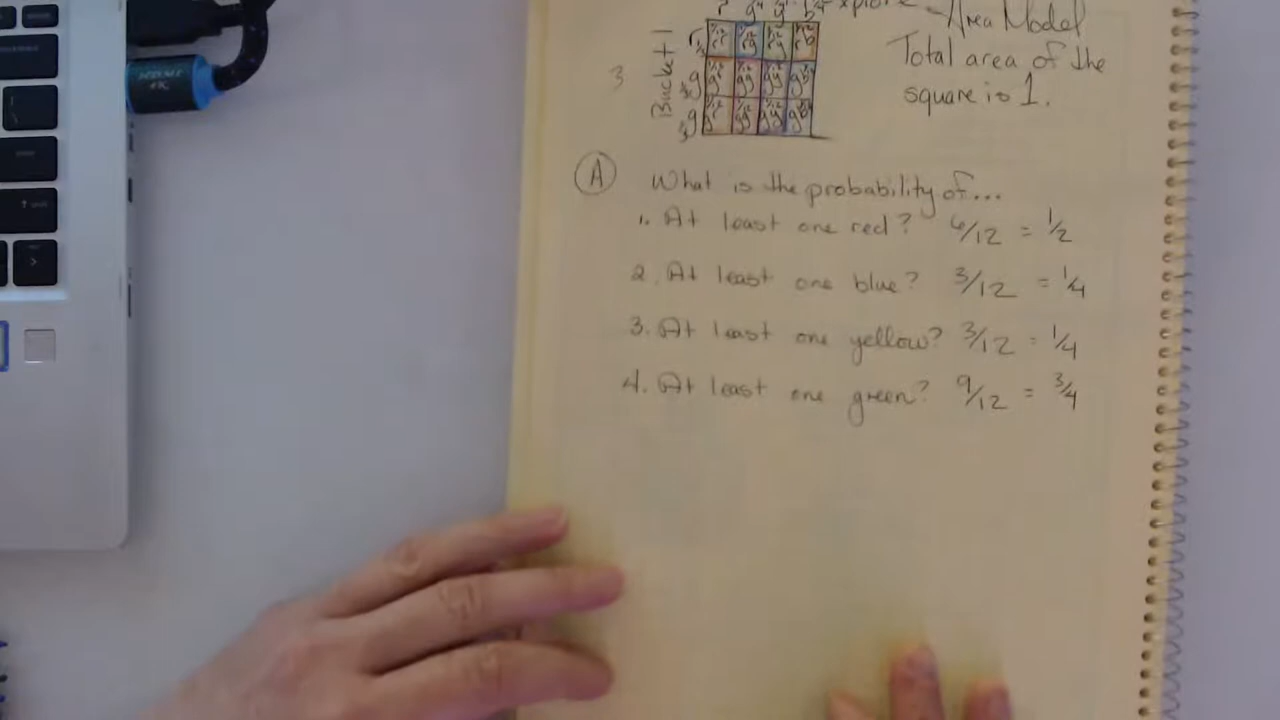 Area Model
Total area of the
square is 1.
Bucket 1
3
A
What is the probability of...
1. At least one red? 6/12 = 1/2
2. At least one blue? 3/12 = 1/4
3. At least one yellow? 3/12 = 1/4
4. At least one green? 9/12 = 3/4